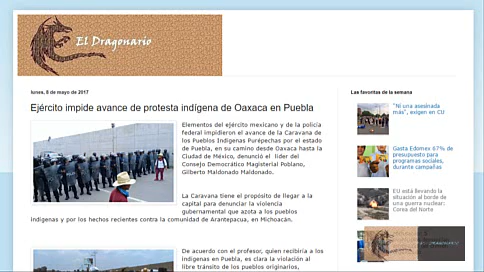 El Dragonario
lunes, 8 de mayo de 2017
Ejército impide avance de protesta indígena de Oaxaca en Puebla
Elementos del ejército mexicano y de la policía
federal impidieron el avance de la Caravana de
los Pueblos Indígenas Purépechas por el estado
de Puebla, en su camino desde Oaxaca hasta la
Ciudad de México, denunció el líder del
Consejo Democrático Magisterial Poblano,
Gilberto Maldonado Maldonado.
La Caravana tiene el propósito de llegar a la
capital para denunciar la violencia
gubernamental que azota a los pueblos
indígenas y por los hechos recientes contra la comunidad de Arantepacua, en Michoacán.
De acuerdo con el profesor, quien recibiría a los
indígenas en Puebla, es clara la violación al
libre tránsito de los pueblos originarios,
Las favoritas de la semana
"Ni una asesinada
más", exigen en CU
Gasta Edomex 67% de
presupuesto para
programas sociales,
durante campañas
EU está llevando la
situación al borde de
una guerra nuclear:
Corea del Norte